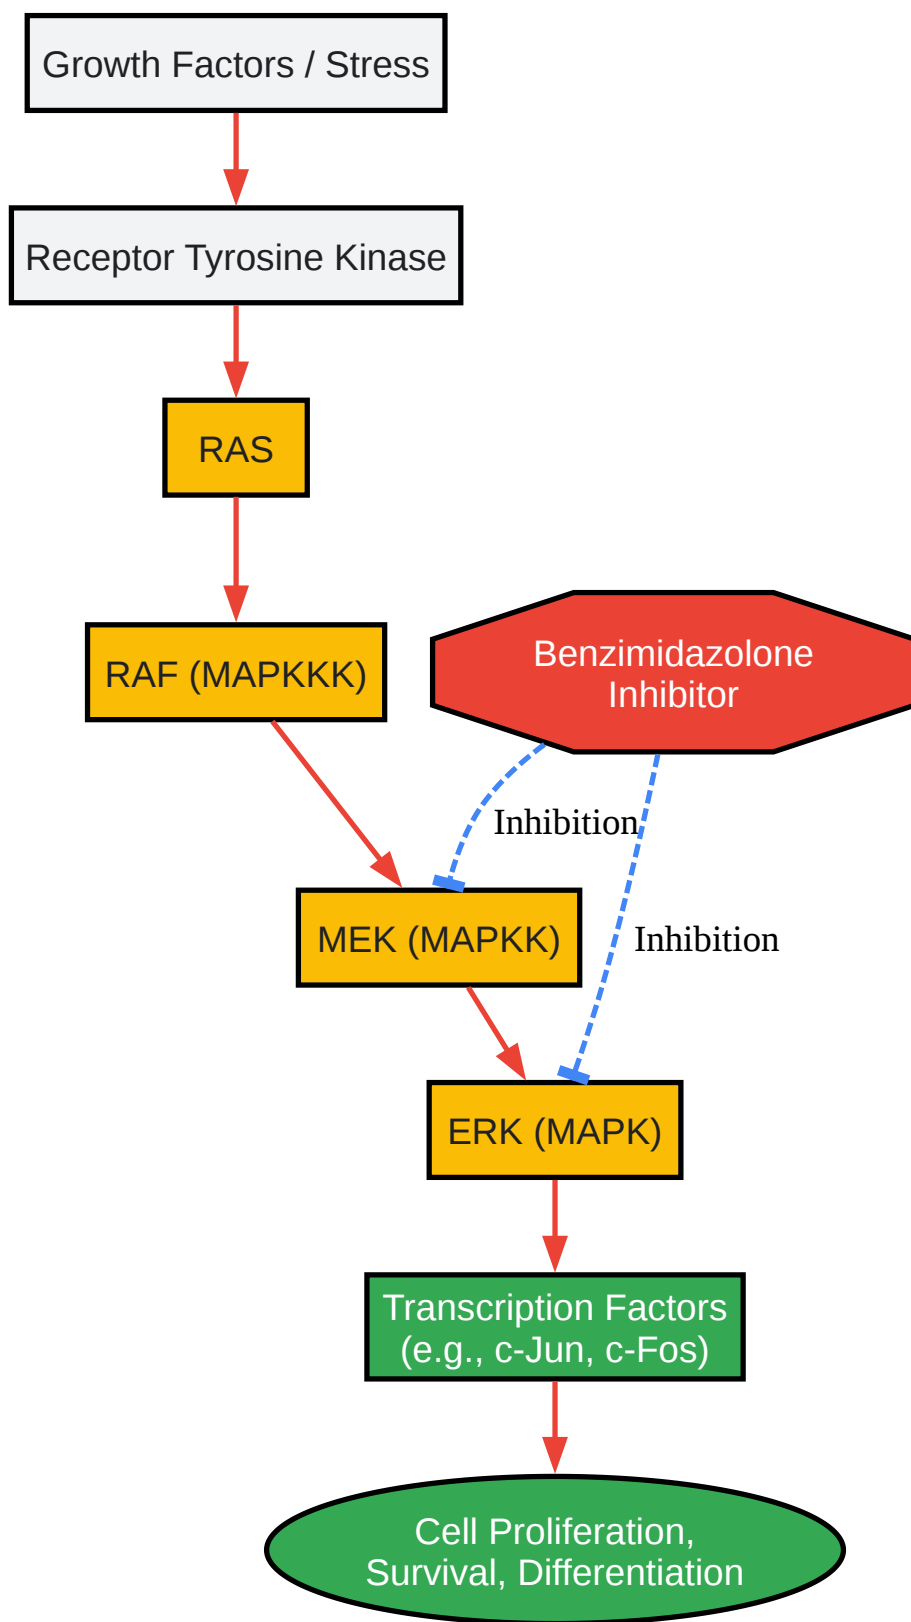 Growth Factors / Stress
Receptor Tyrosine Kinase
RAS
RAF (MAPKKK)
Benzimidazolone
Inhibitor
Inhibition
MEK (MAPKK)
Inhibition
ERK (MAPK)
Transcription Factors
(e.g., c-Jun, c-Fos)
Cell Proliferation,
Survival, Differentiation